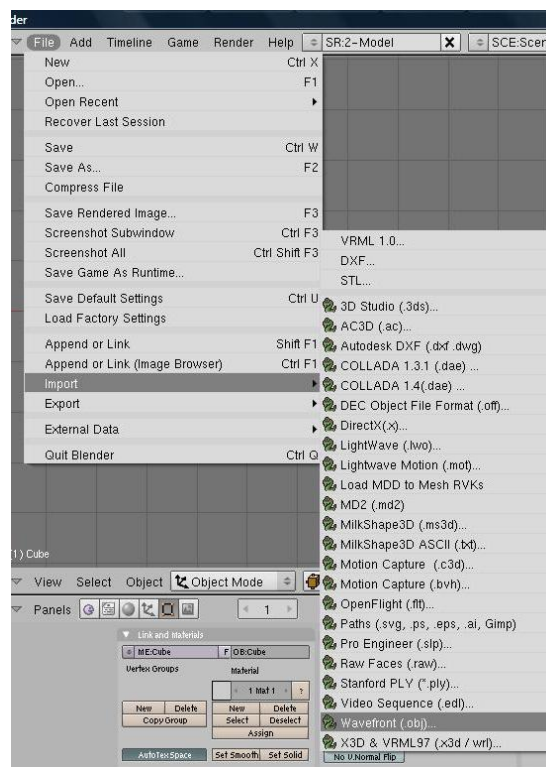 der
File Add Timeline Game Render Help SR:2-Model X SCE:Scen
New Ctrl X
Open... F1
Open Recent
Recover Last Session
Save Ctrl W
Save As... F2
Compress File
Save Rendered Image... F3
Screenshot Subwindow Ctrl F3
Screenshot All Ctrl Shift F3
Save Game As Runtime...
Save Default Settings Ctrl U
Load Factory Settings
Append or Link Shift F1
Append or Link (Image Browser) Ctrl F1
Import
Export
External Data
Quit Blender Ctrl Q
VRML 1.0...
DXF...
STL...
3D Studio (.3ds)...
AC3D (.ac)...
Autodesk DXF (.dxf .dwg)
COLLADA 1.3.1 (.dae) ...
COLLADA 1.4(.dae) ...
DEC Object File Format (.off)...
DirectX(.x)...
LightWave (.lwo)...
Lightwave Motion (.mot)...
Load MDD to Mesh RVKs
MD2 (.md2)
MilkShape3D (.ms3d)...
MilkShape3D ASCII (.txt)...
Motion Capture (.c3d)...
Motion Capture (.bvh)...
OpenFlight (.flt)...
Paths (.svg, .ps, .eps, .ai, Gimp)
Pro Engineer (.slp)...
Raw Faces (.raw)...
Stanford PLY (*.ply)...
Video Sequence (.edl)...
Wavefront (.obj)...
X3D & VRML97 (.x3d / wrl)...
(1) Cube
View Select Object Object Mode
Panels 1
Link and Materials
ME:Cube F OB:Cube
Vertex Groups Material
1 Mat 1 ?
New Delete New Delete
Copy Group Select Deselect
Assign
AutoTexSpace Set Smooth Set Solid
No V.Normal Flip